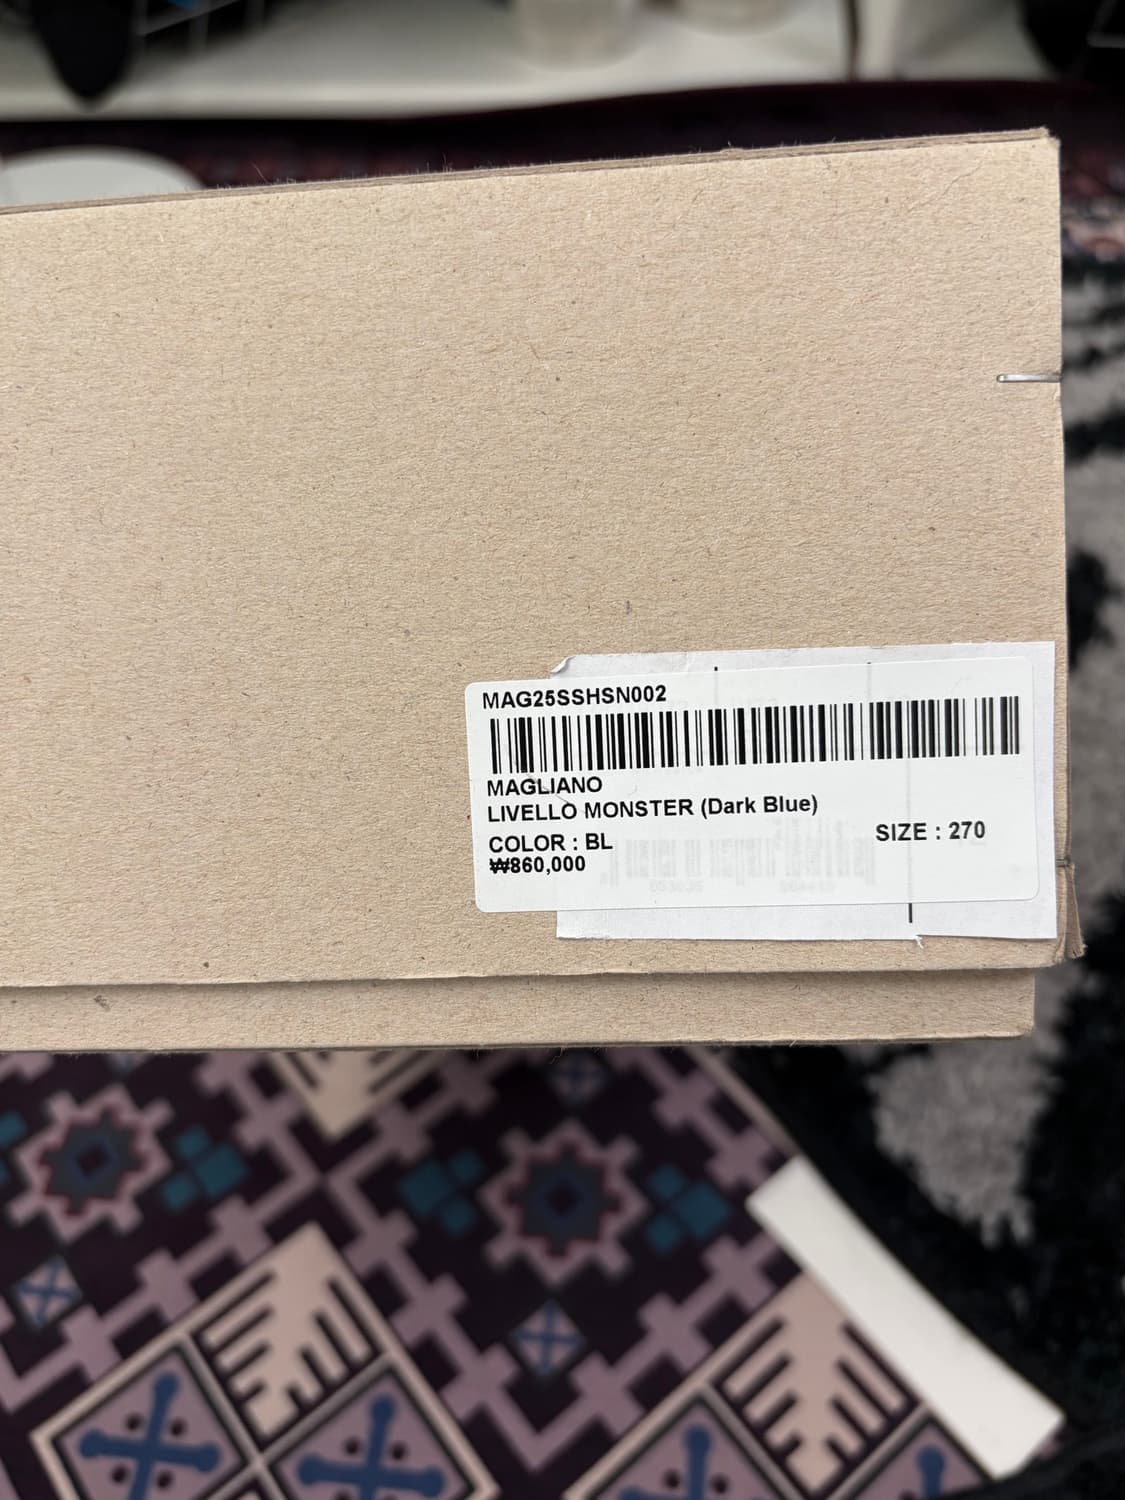 MAG25SSHSN002
MAGLIANO
LIVELLO MONSTER (Dark Blue)
COLOR : BL
SIZE : 270
₩860,000